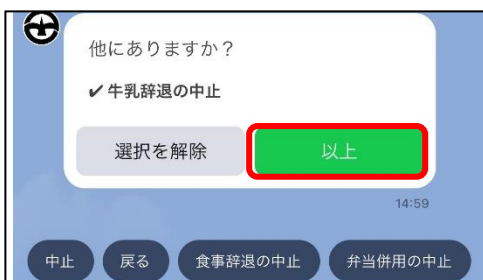 他にありますか？
✔牛乳辞退の中止
選択を解除 以上
14:59
中止 戻る 食事辞退の中止 弁当併用の中止